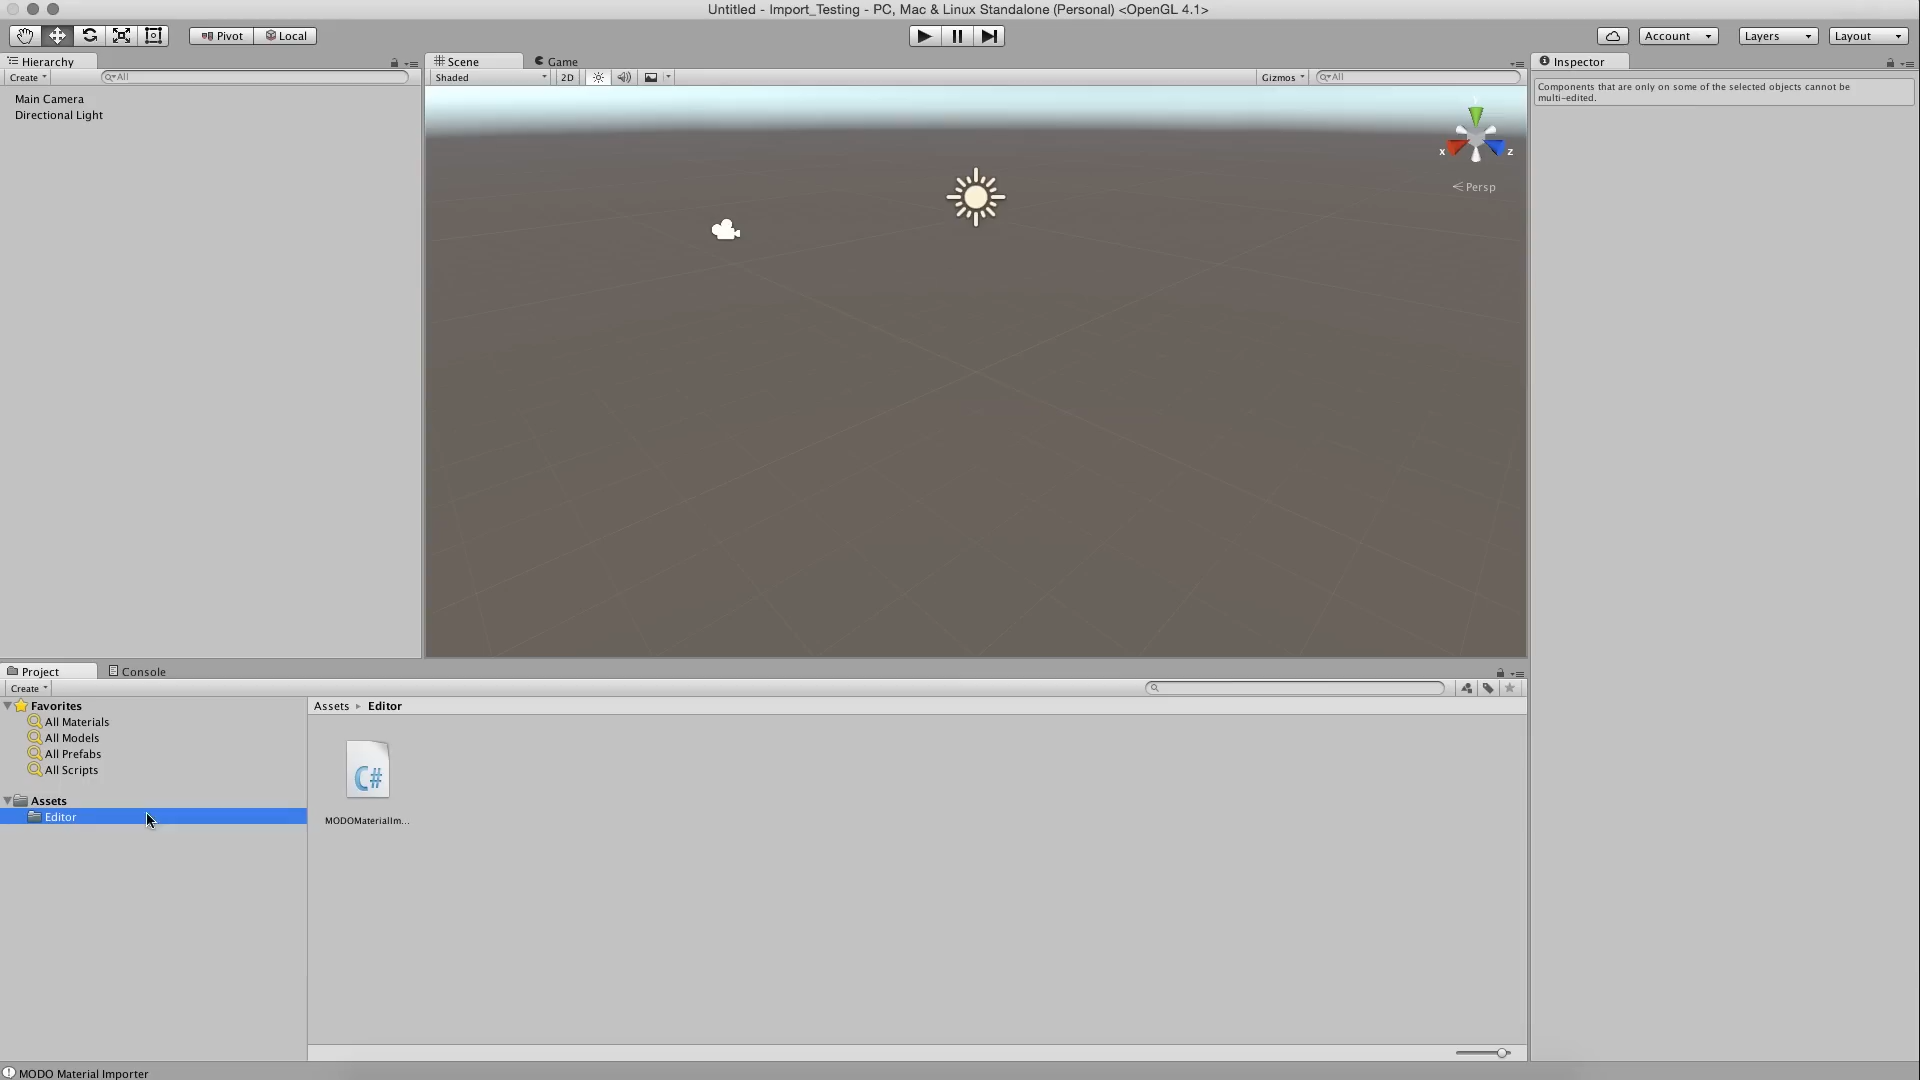 Untitled - Import_Testing - PC, Mac & Linux Standalone (Personal) <OpenGL 4.1>
Pivot Local Account Layers Layout
Hierarchy
Create All
Main Camera
Directional Light
Scene Game
Shaded 2D Gizmos All
x z
Persp
Inspector
Components that are only on some of the selected objects cannot be
multi-edited.
Project Console
Create
Favorites
All Materials
All Models
All Prefabs
All Scripts
Assets
Editor
Assets Editor
C#
MODOMaterialIm...
MODO Material Importer